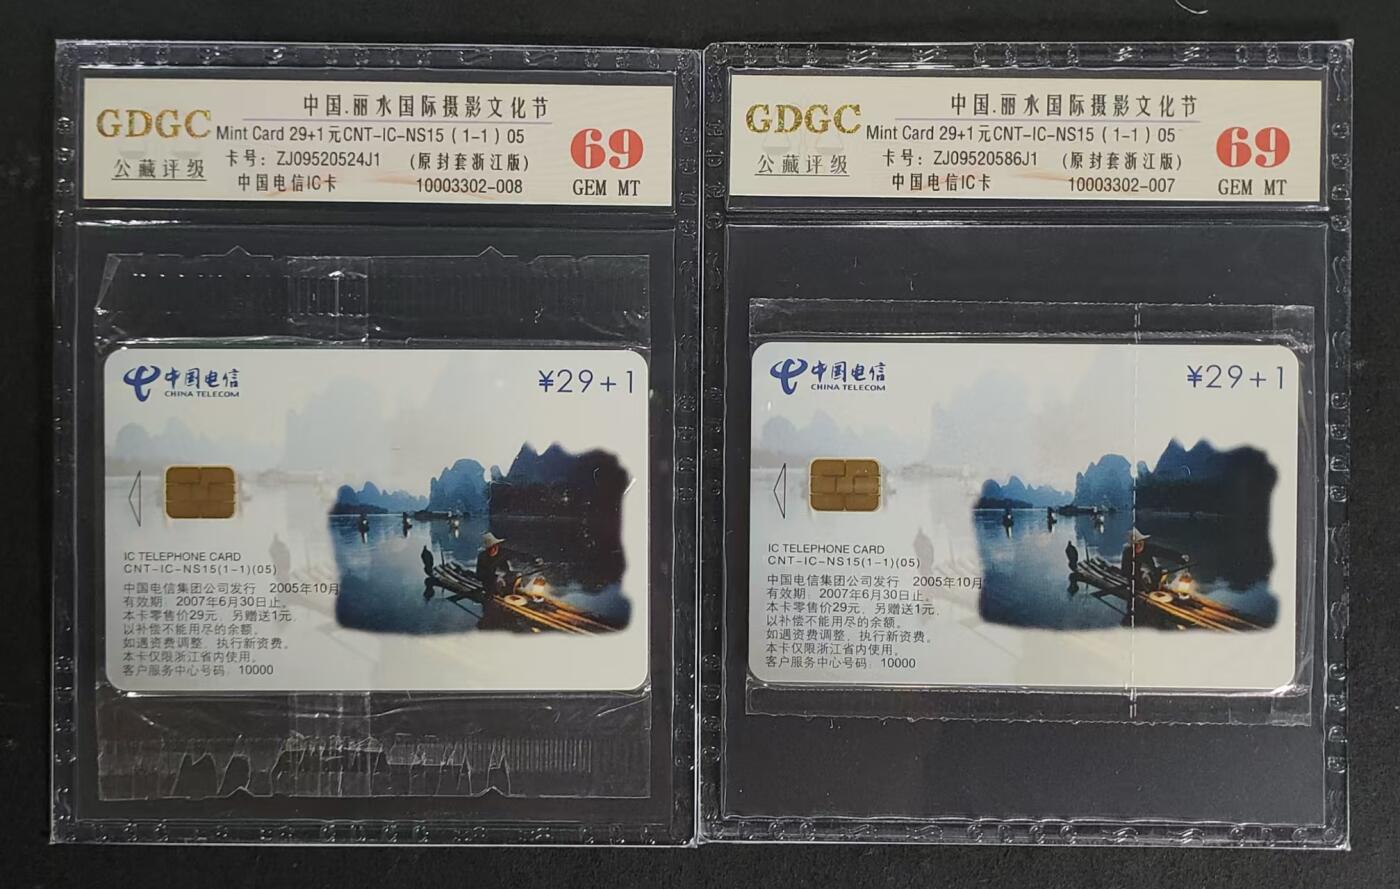 GDGC
公藏评级
中国.丽水国际摄影文化节
Mint Card 29+1元CNT-IC-NS15（1-1）05
卡号：ZJ09520524J1 （原封套浙江版）
中国电信IC卡 10003302-008
69
GEM MT
中国电信
CHINA TELECOM
¥29+1
IC TELEPHONE CARD
CNT-IC-NS15(1-1)(05)
中国电信集团公司发行 2005年10月
有效期 2007年6月30日止。
本卡零售价29元，另赠送1元，
以补偿不能用尽的余额。
如遇资费调整，执行新资费。
本卡仅限浙江省内使用。
客户服务中心号码：10000
GDGC
公藏评级
中国.丽水国际摄影文化节
Mint Card 29+1元CNT-IC-NS15（1-1）05
卡号：ZJ09520586J1 （原封套浙江版）
中国电信IC卡 10003302-007
69
GEM MT
中国电信
CHINA TELECOM
¥29+1
IC TELEPHONE CARD
CNT-IC-NS15(1-1)(05)
中国电信集团公司发行 2005年10月
有效期 2007年6月30日止。
本卡零售价29元，另赠送1元，
以补偿不能用尽的余额。
如遇资费调整，执行新资费。
本卡仅限浙江省内使用。
客户服务中心号码：10000